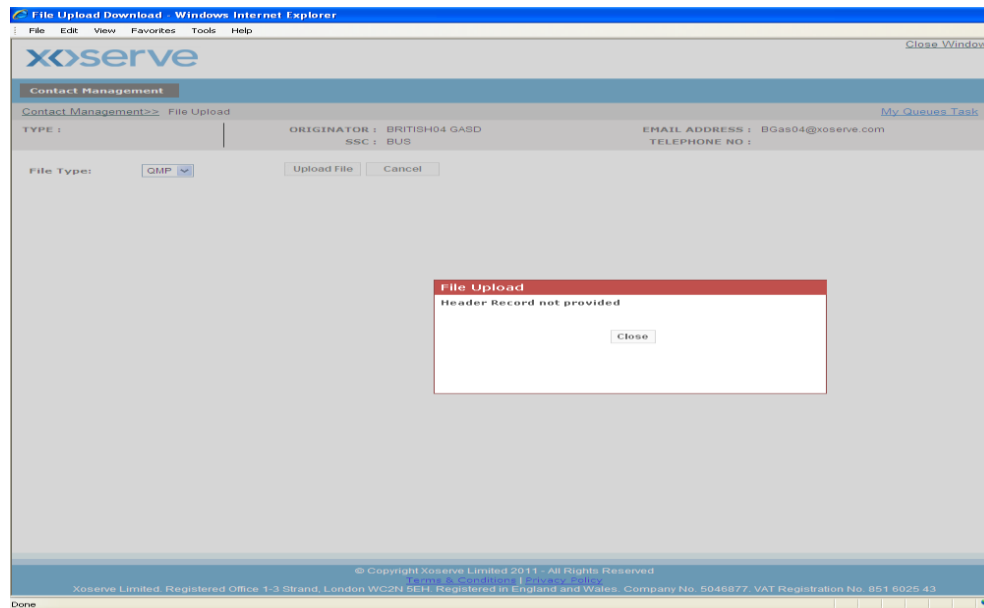 File Upload Download - Windows Internet Explorer
File Edit View Favorites Tools Help
Close Window
xoserve
Contact Management
Contact Management>> File Upload
My Queues Task
TYPE : ORIGINATOR : BRITISH04 GASD EMAIL ADDRESS : BGas04@xoserve.com
SSC : BUS TELEPHONE NO :
File Type: QMP Upload File Cancel
File Upload
Header Record not provided
Close
© Copyright Xoserve Limited 2011 - All Rights Reserved
Terms & Conditions | Privacy Policy
Xoserve Limited. Registered Office 1-3 Strand, London WC2N 5EH. Registered in England and Wales. Company No. 5046877. VAT Registration No. 851 6025 43
Done